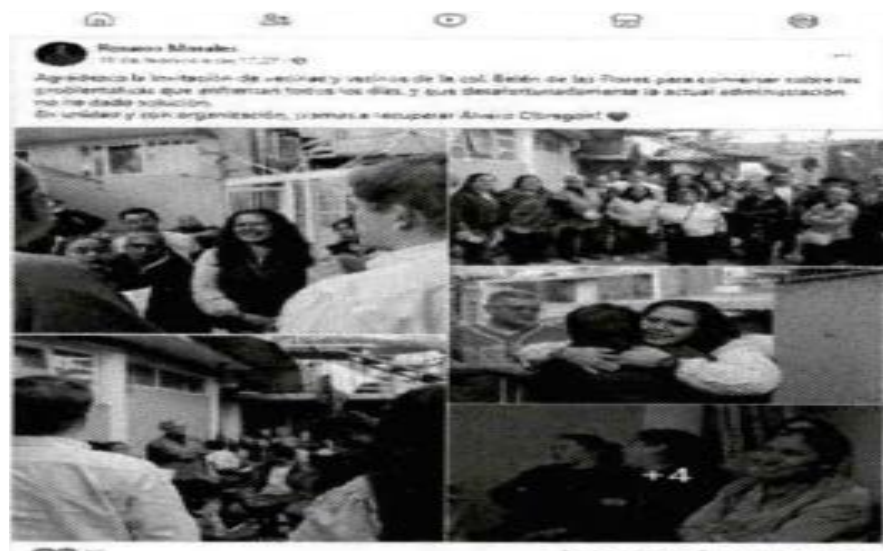 Rosario Morales
Agradezco la invitación de vecinas y vecinos de la col. Belén de las Flores para conversar sobre las
problemáticas que enfrentan todos los días, y que desafortunadamente la actual administración
no ha dado solución.
En unidad y con organización, ¡vamos a recuperar Álvaro Obregón!
+4